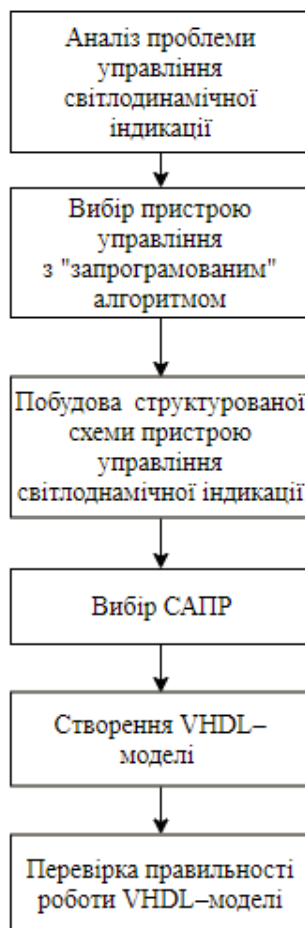 Аналіз проблеми
управління
світлодинамічної
індикації
Вибір пристрою
управління
з "запрограмованим"
алгоритмом
Побудова структурованої
схеми пристрою
управління
світлоднамічної індикації
Вибір САПР
Створення VHDL–
моделі
Перевірка правильності
роботи VHDL–моделі